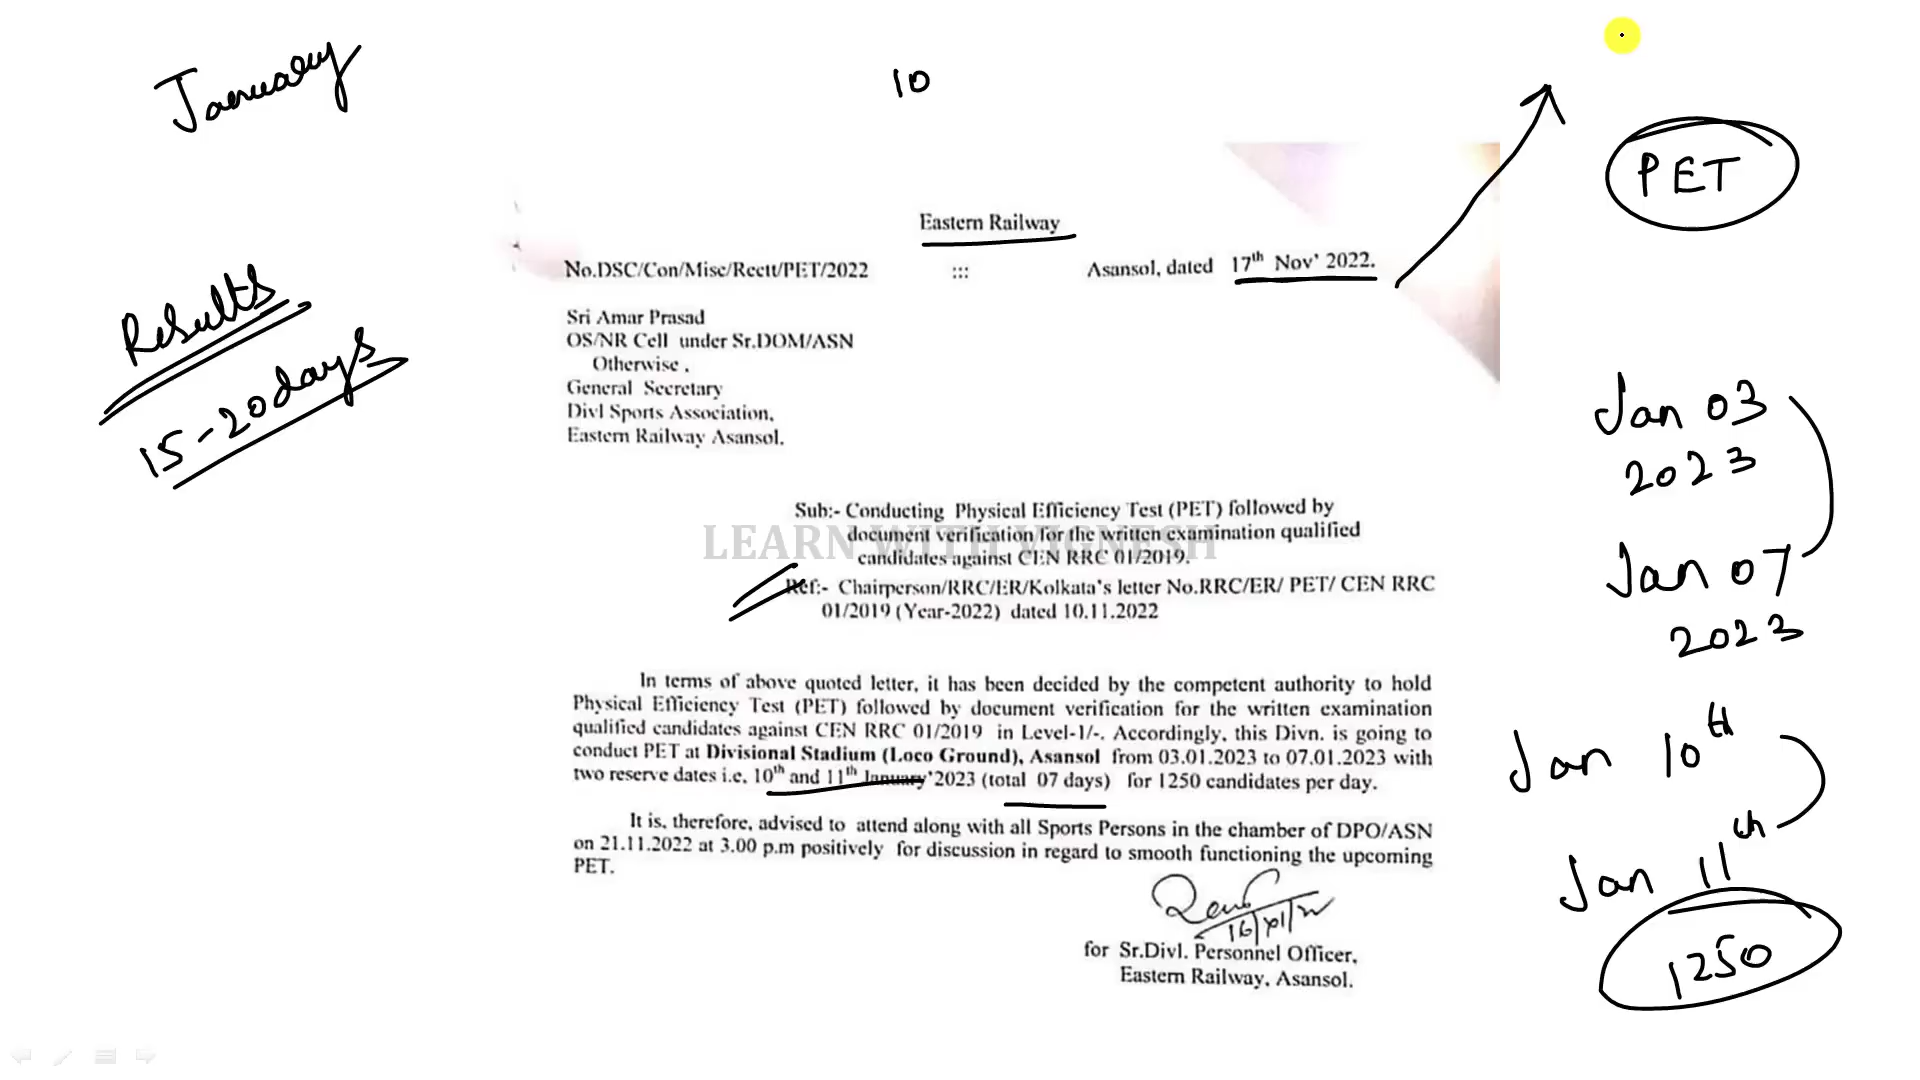 January
10
PET
Eastern Railway
No.DSC/Con/Misc/Rectt/PET/2022 ::: Asansol, dated 17th Nov' 2022.
Results
15-20days
Sri Amar Prasad
OS/NR Cell under Sr.DOM/ASN
Otherwise ,
General Secretary
Divl Sports Association,
Eastern Railway Asansol.
Jan 03
2023
Jan 07
2023
Sub:- Conducting Physical Efficiency Test (PET) followed by
document verification for the written examination qualified
candidates against CEN RRC 01/2019.
LEARN WITH VIGNESH
Ref:- Chairperson/RRC/ER/Kolkata's letter No.RRC/ER/ PET/ CEN RRC
01/2019 (Year-2022) dated 10.11.2022
In terms of above quoted letter, it has been decided by the competent authority to hold
Physical Efficiency Test (PET) followed by document verification for the written examination
qualified candidates against CEN RRC 01/2019 in Level-1/-. Accordingly, this Divn. is going to
conduct PET at Divisional Stadium (Loco Ground), Asansol from 03.01.2023 to 07.01.2023 with
two reserve dates i.e. 10th and 11th January'2023 (total 07 days) for 1250 candidates per day.
Jan 10th
Jan 11th
1250
It is, therefore, advised to attend along with all Sports Persons in the chamber of DPO/ASN
on 21.11.2022 at 3.00 p.m positively for discussion in regard to smooth functioning the upcoming
PET.
for Sr.Divl. Personnel Officer,
Eastern Railway, Asansol.